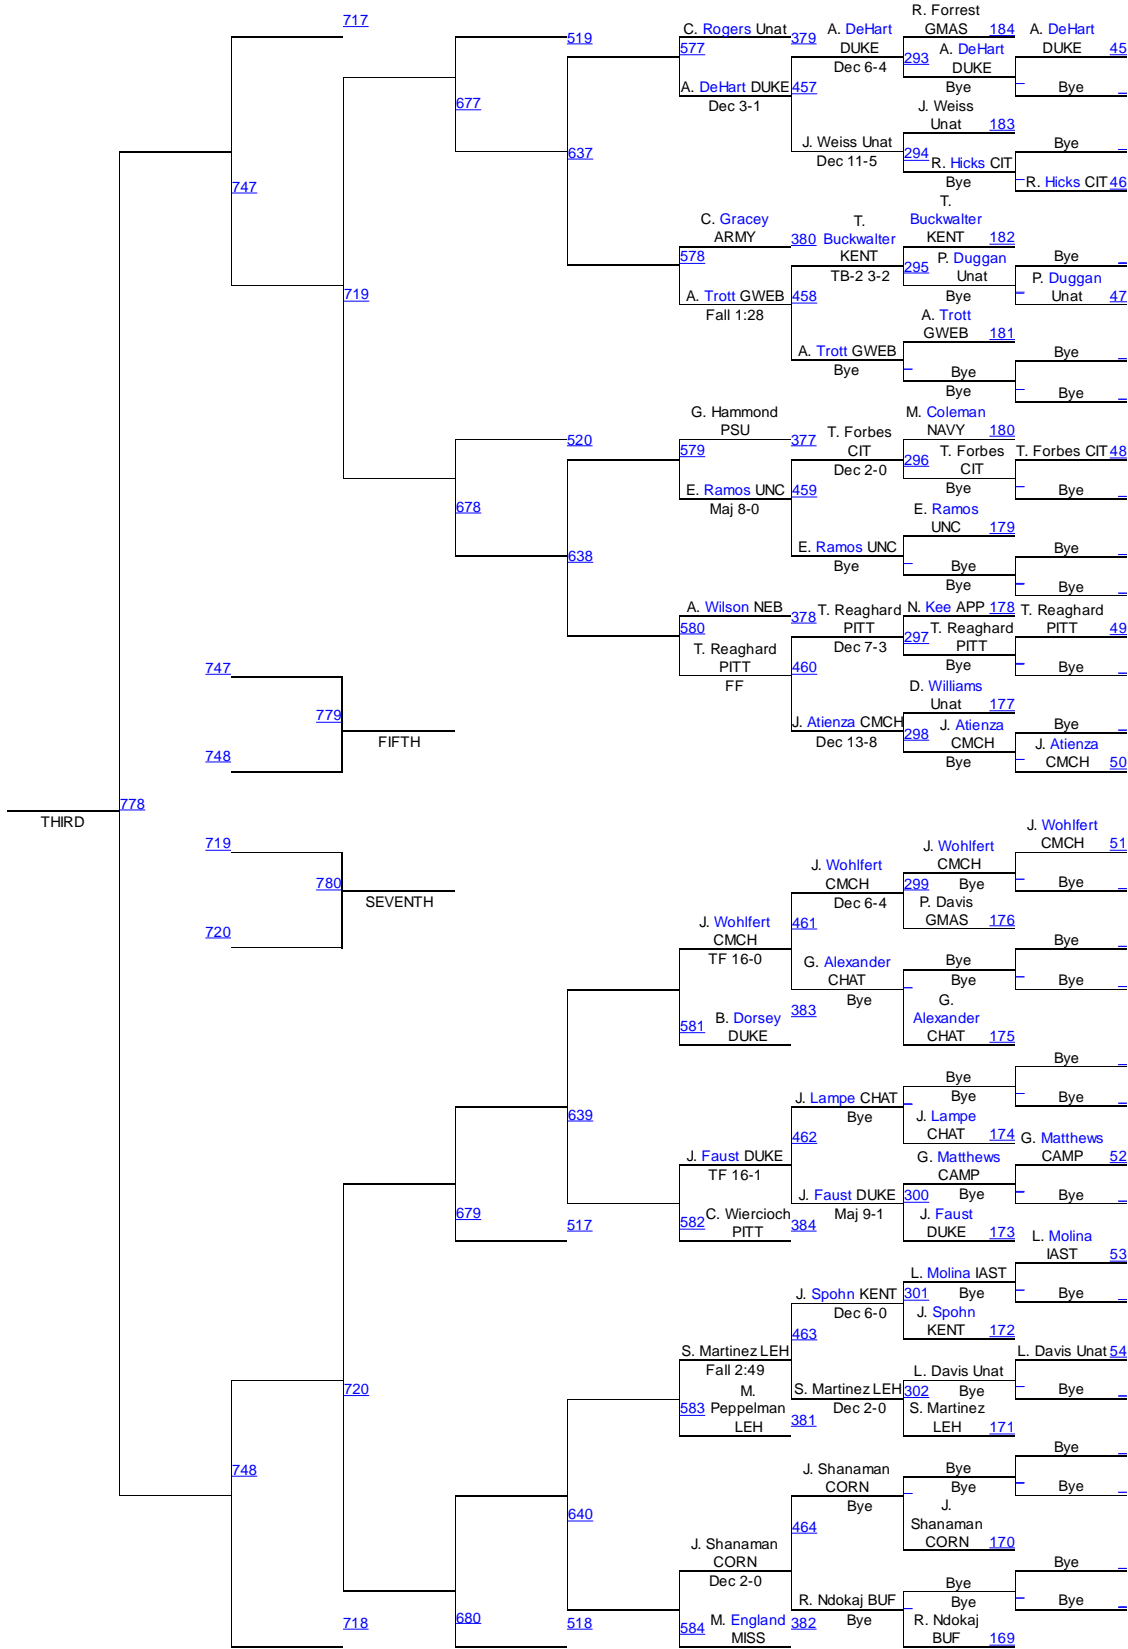 R. Forrest
717
519
C. Rogers Unat 379
A. DeHart
GMAS 184
A. DeHart
577
DUKE
293 A. DeHart
DUKE 45
Dec 6-4
DUKE
A. DeHart DUKE 457
Bye
Bye
677
Dec 3-1
J. Weiss
Unat 183
J. Weiss Unat
Bye
637
Dec 11-5
294 R. Hicks CIT
747
Bye
R. Hicks CIT 46
T.
C. Gracey
T.
Buckwalter
ARMY 380
Buckwalter
KENT 182
578
KENT
295 P. Duggan
Bye
TB-2 3-2
Unat
P. Duggan
719
A. Trott GWEB 458
Bye
Unat 47
Fall 1:28
A. Trott
GWEB 181
A. Trott GWEB
Bye
Bye
Bye
Bye
Bye
G. Hammond
M. Coleman
520
PSU 377
T. Forbes
NAVY 180
579
CIT
296 T. Forbes
T. Forbes CIT 48
Dec 2-0
CIT
E. Ramos UNC 459
Bye
Bye
678
Maj 8-0
E. Ramos
UNC 179
E. Ramos UNC
Bye
638
Bye
Bye
Bye
Bye
A. Wilson NEB 378
T. Reaghard
N. Kee APP 178
T. Reaghard
580
PITT
297 T. Reaghard
PITT 49
T. Reaghard
Dec 7-3
PITT
747
PITT 460
Bye
Bye
FF
D. Williams
779
Unat 177
J. Atienza CMCH
298 J. Atienza
Bye
FIFTH
Dec 13-8
CMCH
J. Atienza
748
Bye
CMCH 50
778
THIRD
J. Wohlfert
719
J. Wohlfert
CMCH 51
J. Wohlfert
CMCH
780
CMCH
299 Bye
Bye
SEVENTH
Dec 6-4
P. Davis
720
J. Wohlfert
461
GMAS 176
CMCH
Bye
TF 16-0
G. Alexander
Bye
CHAT
Bye
Bye
Bye
G.
581 B. Dorsey
383
Alexander
DUKE
CHAT 175
Bye
Bye
J. Lampe CHAT
Bye
Bye
639
Bye
J. Lampe
462
CHAT 174
G. Matthews
J. Faust DUKE
G. Matthews
CAMP 52
TF 16-1
CAMP
J. Faust DUKE
300 Bye
Bye
679
517
582 C. Wiercioch
384
Maj 9-1
J. Faust
PITT
DUKE 173
L. Molina
IAST 53
L. Molina IAST
J. Spohn KENT
301 Bye
Bye
Dec 6-0
J. Spohn
463
KENT 172
S. Martinez LEH
L. Davis Unat 54
Fall 2:49
L. Davis Unat
720
M.
S. Martinez LEH
302 Bye
Bye
583 Peppelman
381
Dec 2-0
S. Martinez
LEH
LEH 171
Bye
748
J. Shanaman
Bye
CORN
Bye
Bye
Bye
J.
640
464
Shanaman
J. Shanaman
CORN 170
CORN
Bye
Dec 2-0
Bye
R. Ndokaj BUF
Bye
Bye
718
680
518
584 M. England
382
Bye
R. Ndokaj
MISS
BUF 169